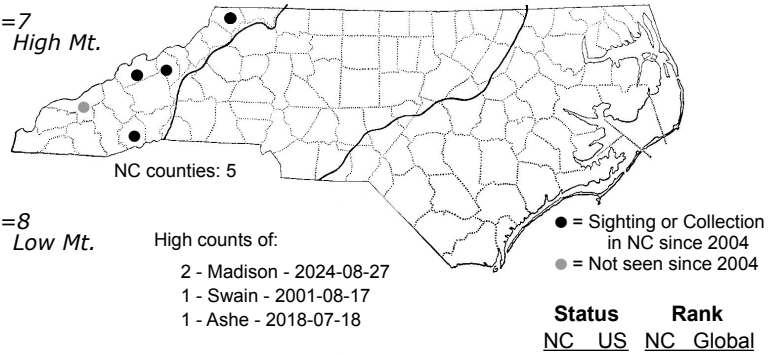 =7
High Mt.
NC counties: 5
=8
Low Mt.
High counts of:
2 - Madison - 2024-08-27
1 - Swain - 2001-08-17
1 - Ashe - 2018-07-18
= Sighting or Collection
in NC since 2004
= Not seen since 2004
Status Rank
NC US NC Global